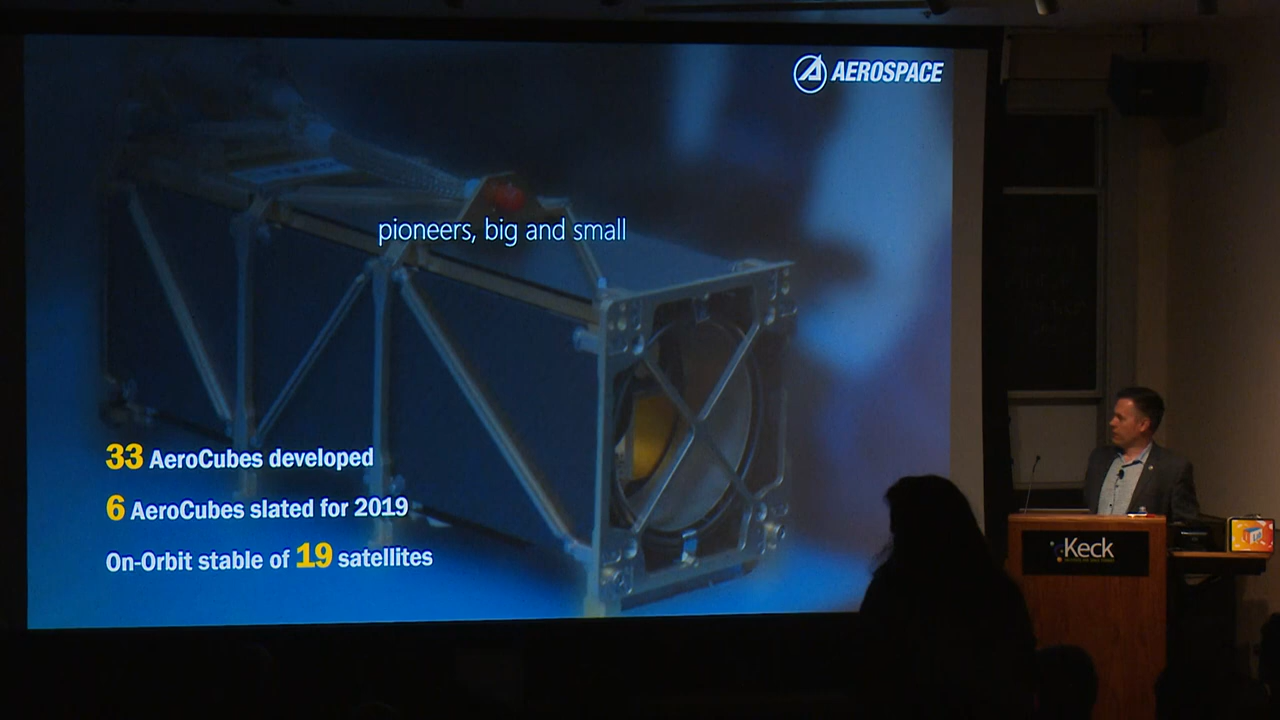 AEROSPACE
pioneers, big and small
33 AeroCubes developed
6 AeroCubes slated for 2019
On-Orbit stable of 19 satellites
Keck